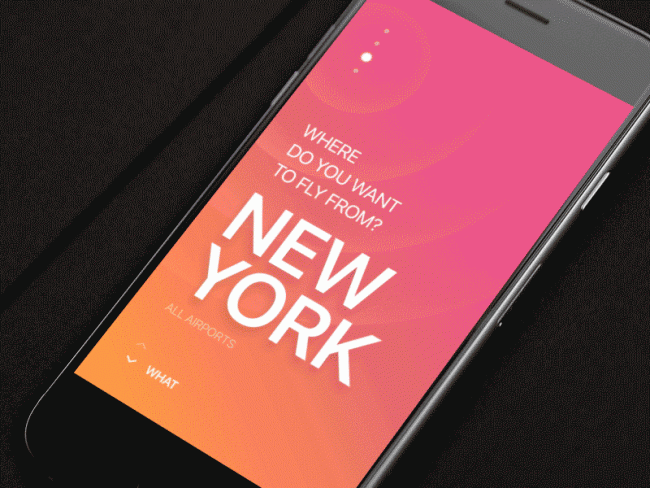 WHERE
DO YOU WANT
TO FLY FROM?
NEW
YORK
ALL AIRPORTS
WHAT